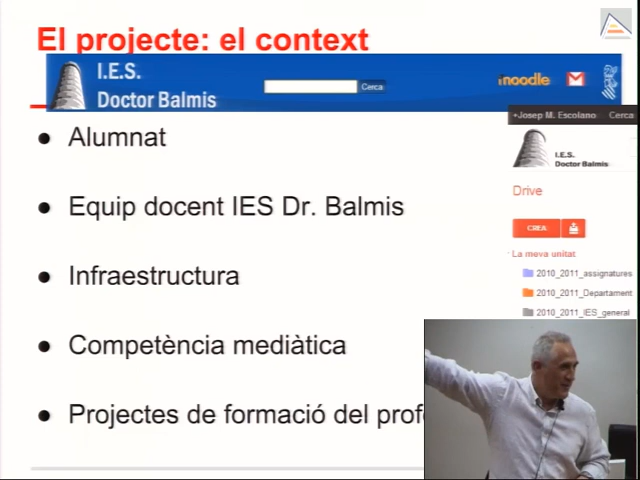 El projecte: el context
I.E.S.
Doctor Balmis
Cerca
moodle
Josep M. Escolano Cerca
I.E.S.
Doctor Balmis
Drive
CREA
La meva unitat
2010_2011_assignatures
2010_2011_Departament
2010_2011_IES_general
Alumnat
Equip docent IES Dr. Balmis
Infraestructura
Competència mediàtica
Projectes de formació del prof